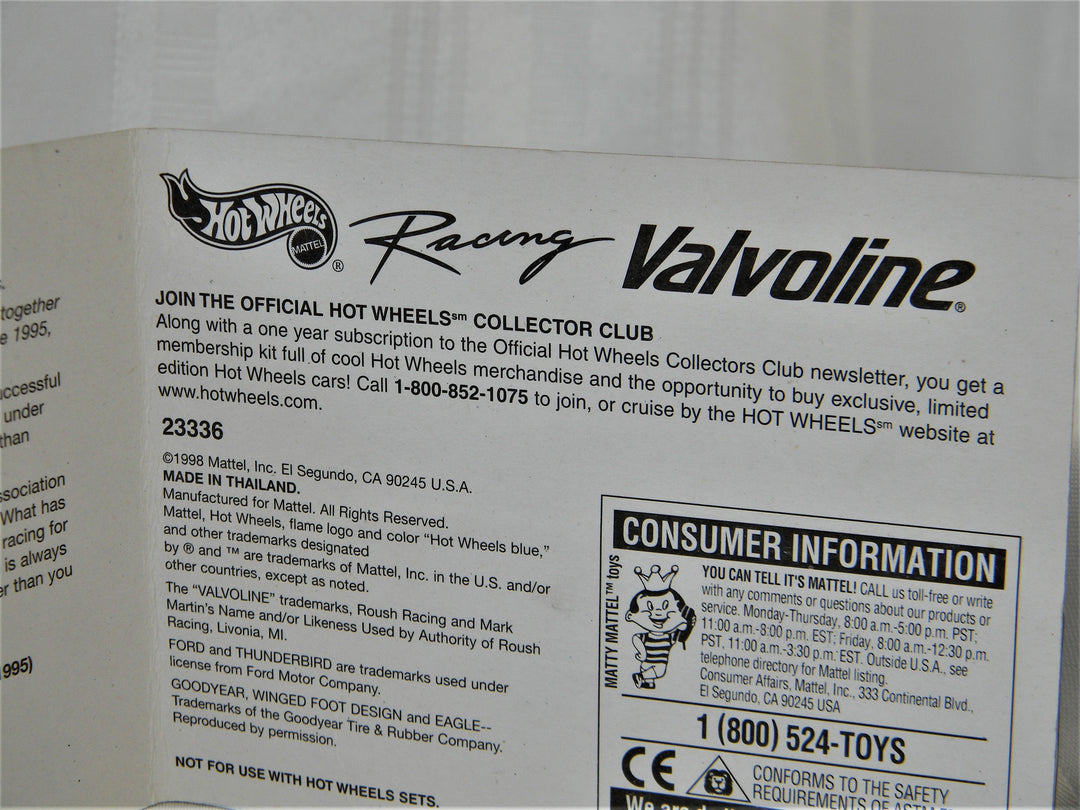 together
e 1995,
uccessful
under
than
ssociation
What has
racing for
is always
er than you
995)
HOT WHEELS
MATTEL
®
Racing
Valvoline®
JOIN THE OFFICIAL HOT WHEELS℠ COLLECTOR CLUB
Along with a one year subscription to the Official Hot Wheels Collectors Club newsletter, you get a
membership kit full of cool Hot Wheels merchandise and the opportunity to buy exclusive, limited
edition Hot Wheels cars! Call 1-800-852-1075 to join, or cruise by the HOT WHEELS℠ website at
www.hotwheels.com.
23336
©1998 Mattel, Inc. El Segundo, CA 90245 U.S.A.
MADE IN THAILAND.
Manufactured for Mattel. All Rights Reserved.
Mattel, Hot Wheels, flame logo and color “Hot Wheels blue,”
and other trademarks designated
by ® and ™ are trademarks of Mattel, Inc. in the U.S. and/or
other countries, except as noted.
The “VALVOLINE” trademarks, Roush Racing and Mark
Martin's Name and/or Likeness Used by Authority of Roush
Racing, Livonia, MI.
FORD and THUNDERBIRD are trademarks used under
license from Ford Motor Company.
GOODYEAR, WINGED FOOT DESIGN and EAGLE--
Trademarks of the Goodyear Tire & Rubber Company.
Reproduced by permission.
NOT FOR USE WITH HOT WHEELS SETS.
CONSUMER INFORMATION
MATTY MATTEL™ toys
YOU CAN TELL IT'S MATTEL! CALL us toll-free or write
with any comments or questions about our products or
service. Monday-Thursday, 8:00 a.m.-5:00 p.m. PST;
11:00 a.m.-8:00 p.m. EST; Friday, 8:00 a.m.-12:30 p.m.
PST, 11:00 a.m.-3:30 p.m. EST. Outside U.S.A., see
telephone directory for Mattel listing.
Consumer Affairs, Mattel, Inc., 333 Continental Blvd.,
El Segundo, CA 90245 USA
1 (800) 524-TOYS
CE
CONFORMS TO THE SAFETY
REQUIREMENTS OF
We are